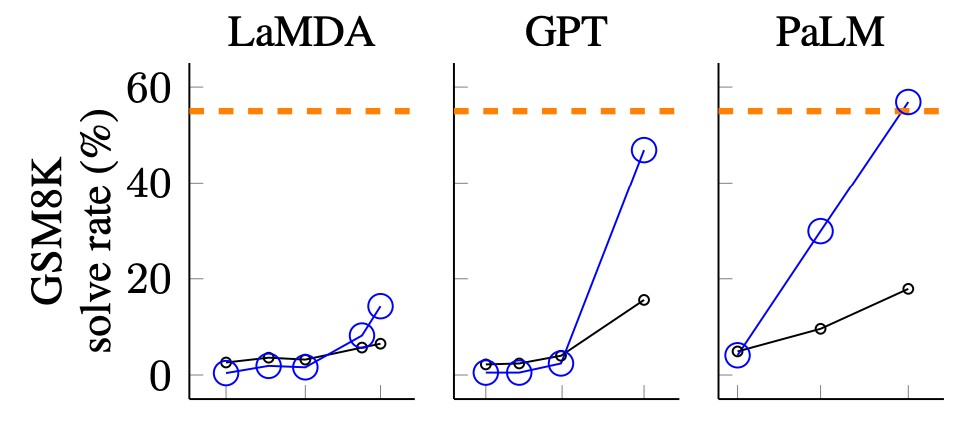 LaMDA GPT PaLM
GSM8K
solve rate (%)
60
40
20
0